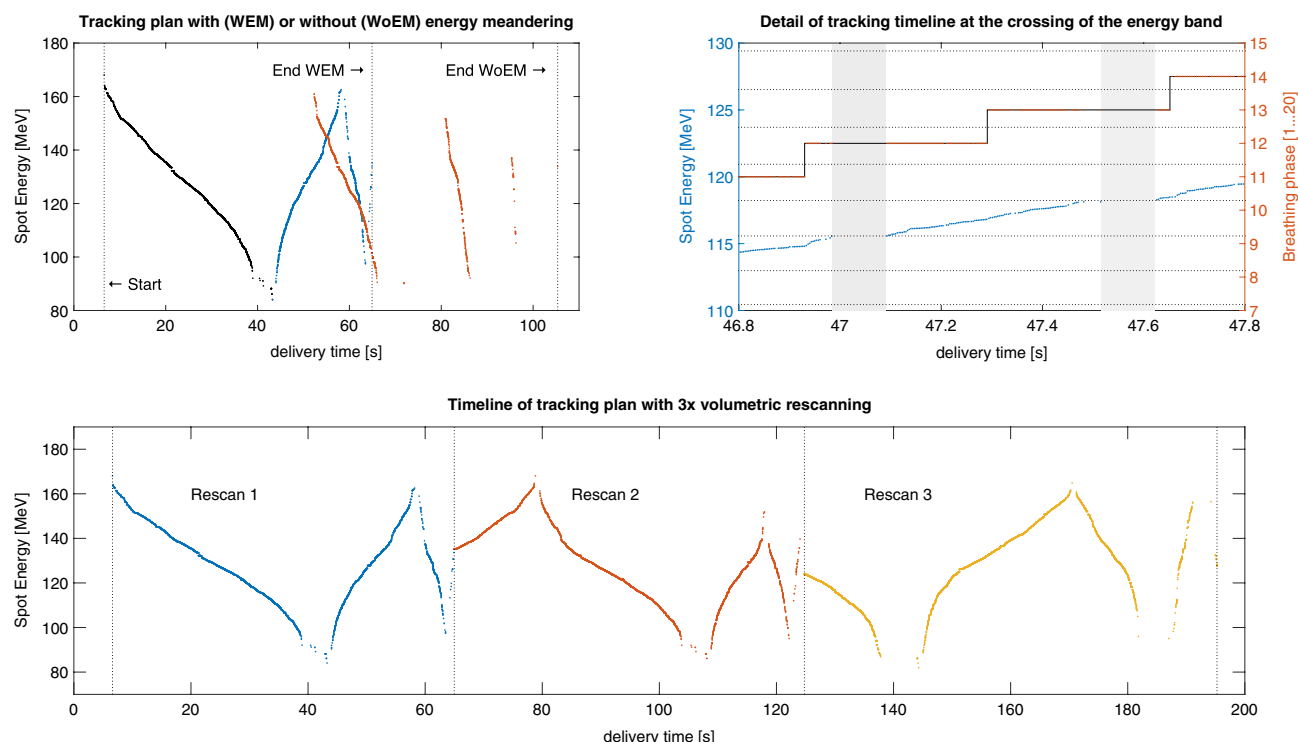 Tracking plan with (WEM) or without (WoEM) energy meandering
Spot Energy [MeV]
180
160
140
120
100
80
End WEM →
End WoEM →
← Start
0 20 40 60 80 100
delivery time [s]
Detail of tracking timeline at the crossing of the energy band
Spot Energy [MeV]
130
125
120
115
110
15
14
13
12
11
10
9
8
7
Breathing phase [1...20]
46.8 47 47.2 47.4 47.6 47.8
delivery time [s]
Timeline of tracking plan with 3x volumetric rescanning
Spot Energy [MeV]
180
160
140
120
100
80
Rescan 1 Rescan 2 Rescan 3
0 20 40 60 80 100 120 140 160 180 200
delivery time [s]